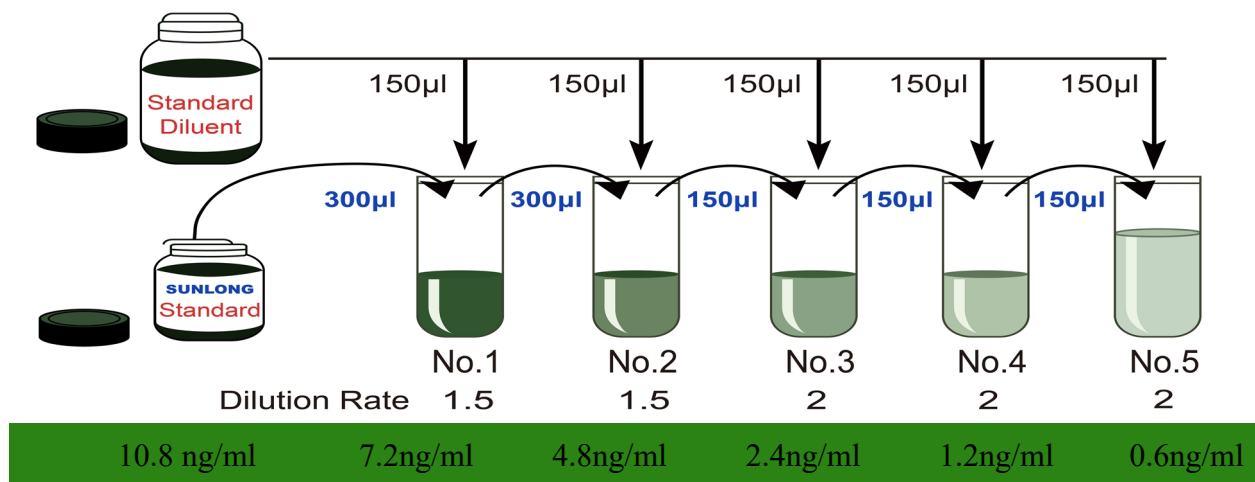 150μl 150μl 150μl 150μl 150μl
Standard
Diluent
300μl 300μl 150μl 150μl 150μl
SUNLONG
Standard
No.1 No.2 No.3 No.4 No.5
Dilution Rate 1.5 1.5 2 2 2
10.8 ng/ml 7.2ng/ml 4.8ng/ml 2.4ng/ml 1.2ng/ml 0.6ng/ml